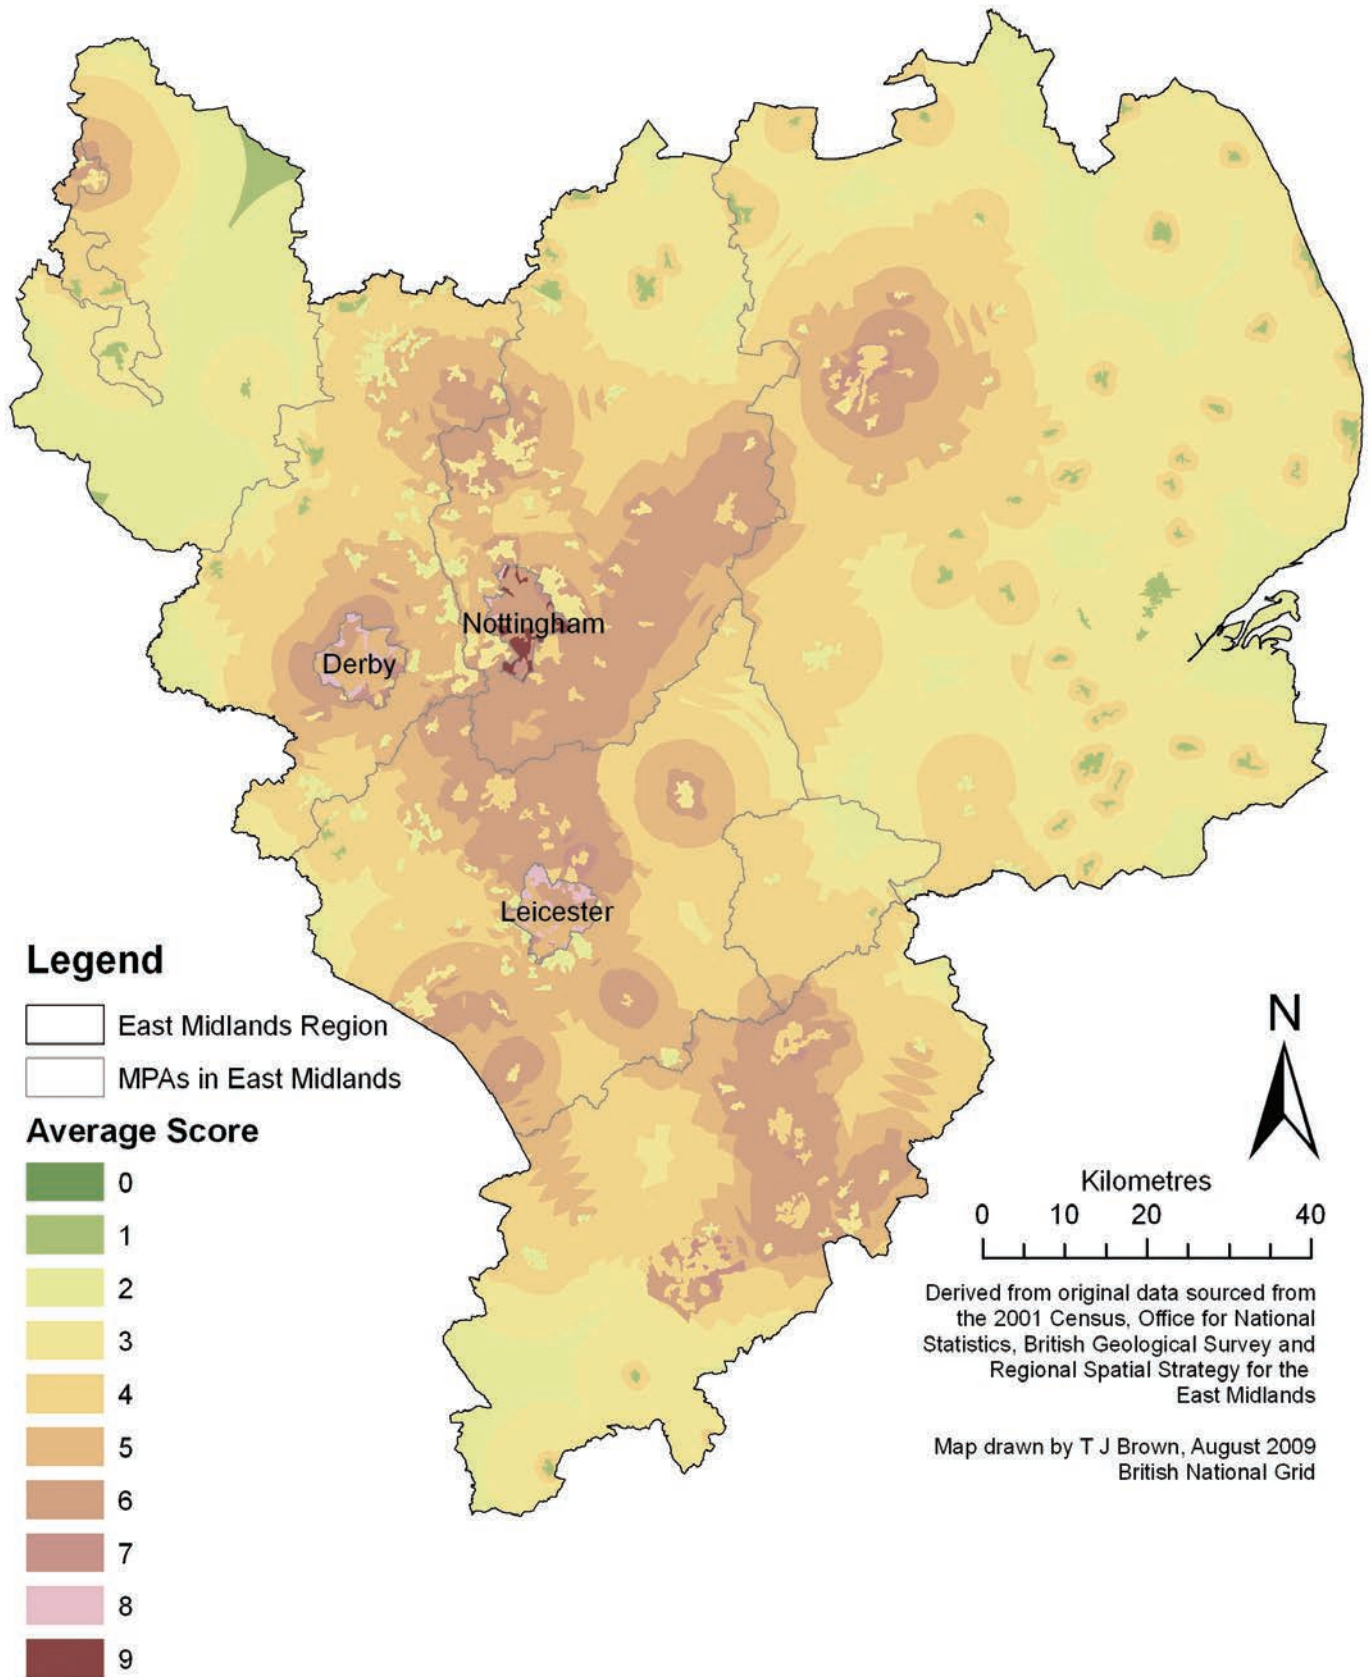 Nottingham
Derby
Leicester
Legend
East Midlands Region
MPAs in East Midlands
Average Score
0
1
2
3
4
5
6
7
8
9
N
Kilometres
0 10 20 40
Derived from original data sourced from
the 2001 Census, Office for National
Statistics, British Geological Survey and
Regional Spatial Strategy for the
East Midlands
Map drawn by T J Brown, August 2009
British National Grid